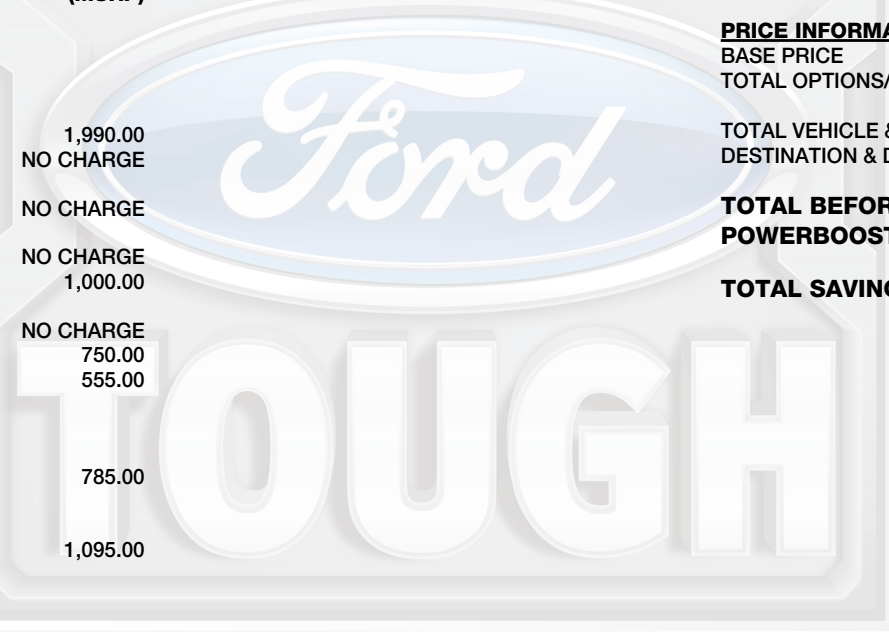 (MSRP)
1,990.00
NO CHARGE
NO CHARGE
NO CHARGE
1,000.00
NO CHARGE
750.00
555.00
785.00
1,095.00
PRICE INFORMA
BASE PRICE
TOTAL OPTIONS/
TOTAL VEHICLE &
DESTINATION & D
TOTAL BEFOR
POWERBOOST
TOTAL SAVING
Ford
TOUGH